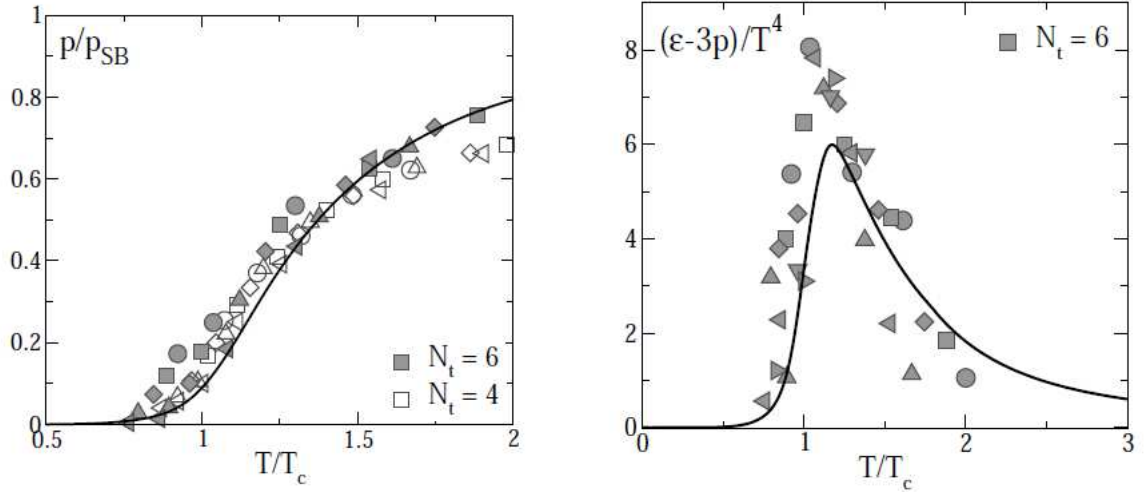 p/p_SB
1
0.8
0.6
0.4
0.2
0
0.5
1
1.5
2
T/T_c
N_t = 6
N_t = 4
(ε-3p)/T^4
N_t = 6
8
6
4
2
0
0
1
2
3
T/T_c